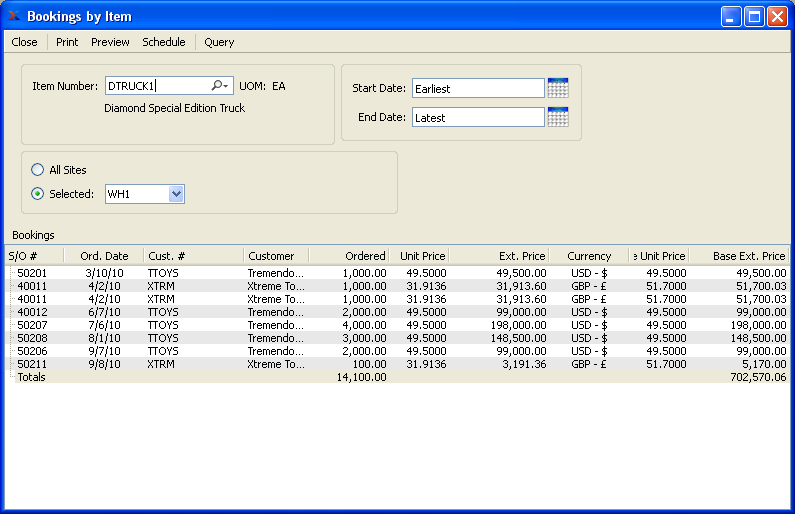 Bookings by Item
Close Print Preview Schedule Query
Item Number: DTRUCK1 UOM: EA
Diamond Special Edition Truck
Start Date: Earliest
End Date: Latest
All Sites
Selected: WH1
Bookings
S/O # Ord. Date Cust. # Customer Ordered Unit Price Ext. Price Currency e Unit Price Base Ext. Price
50201 3/10/10 TTOYS Tremendo... 1,000.00 49.5000 49,500.00 USD - $ 49.5000 49,500.00
40011 4/2/10 XTRM Xtreme To... 1,000.00 31.9136 31,913.60 GBP - £ 51.7000 51,700.03
40011 4/2/10 XTRM Xtreme To... 1,000.00 31.9136 31,913.60 GBP - £ 51.7000 51,700.03
40012 6/7/10 TTOYS Tremendo... 2,000.00 49.5000 99,000.00 USD - $ 49.5000 99,000.00
50207 7/6/10 TTOYS Tremendo... 4,000.00 49.5000 198,000.00 USD - $ 49.5000 198,000.00
50208 8/1/10 TTOYS Tremendo... 3,000.00 49.5000 148,500.00 USD - $ 49.5000 148,500.00
50206 9/7/10 TTOYS Tremendo... 2,000.00 49.5000 99,000.00 USD - $ 49.5000 99,000.00
50211 9/8/10 XTRM Xtreme To... 100.00 31.9136 3,191.36 GBP - £ 51.7000 5,170.00
Totals 14,100.00 702,570.06